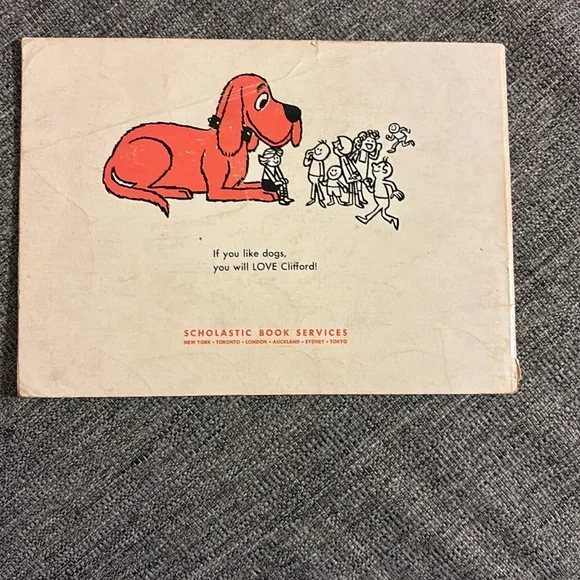 If you like dogs,
you will LOVE Clifford!
SCHOLASTIC BOOK SERVICES
NEW YORK • TORONTO • LONDON • AUCKLAND • SYDNEY • TOKYO